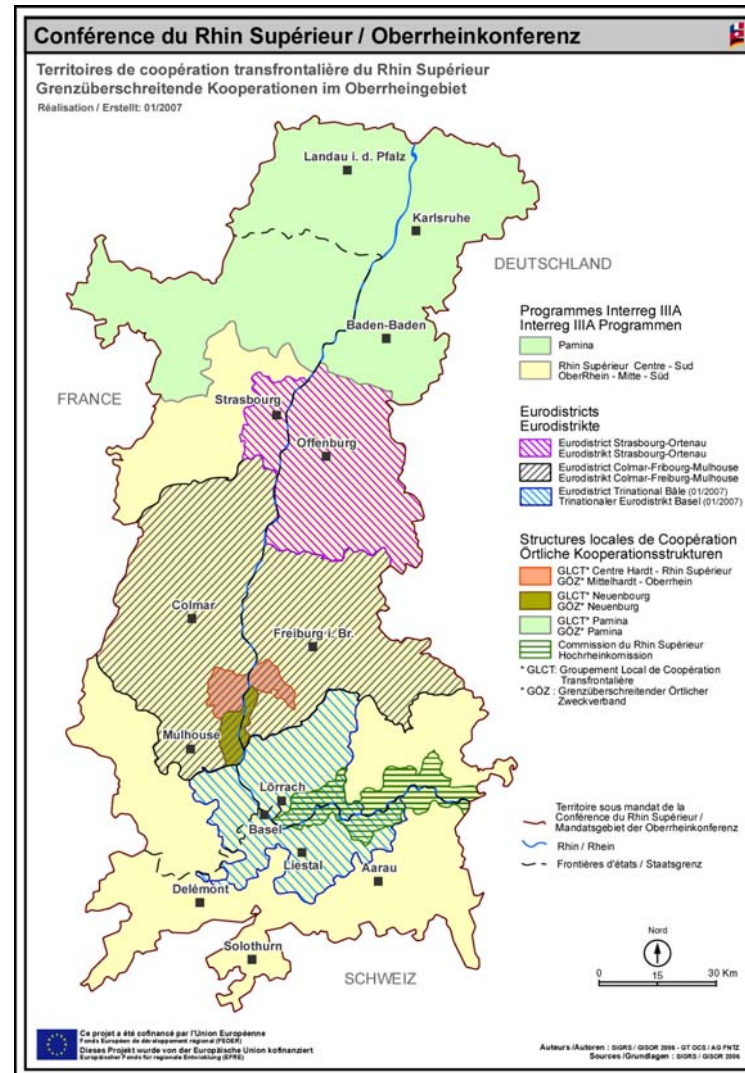 Conférence du Rhin Supérieur / Oberrheinkonferenz
Territoires de coopération transfrontalière du Rhin Supérieur
Grenzüberschreitende Kooperationen im Oberrheingebiet
Réalisation / Erstellt: 01/2007
Landau i. d. Pfalz
Karlsruhe
DEUTSCHLAND
Baden-Baden
FRANCE
Strasbourg
Offenburg
Colmar
Freiburg i. Br.
Mulhouse
Lörrach
Basel
Liestal
Aarau
Delémont
Solothurn
SCHWEIZ
Programmes Interreg IIIA
Interreg IIIA Programmen
Pamina
Rhin Supérieur Centre - Sud
OberRhein - Mitte - Süd
Eurodistricts
Eurodistrikte
Eurodistrict Strasbourg-Ortenau
Eurodistrikt Strasbourg-Ortenau
Eurodistrict Colmar-Fribourg-Mulhouse
Eurodistrikt Colmar-Freiburg-Mulhouse
Eurodistrict Trinational Bâle (01/2007)
Trinationaler Eurodistrikt Basel (01/2007)
Structures locales de Coopération
Örtliche Kooperationsstrukturen
GLCT* Centre Hardt - Rhin Supérieur
GÖZ* Mittelhardt - Oberrhein
GLCT* Neuenbourg
GÖZ* Neuenburg
GLCT* Pamina
GÖZ* Pamina
Commission du Rhin Supérieur
Hochrheinkomission
* GLCT: Groupement Local de Coopération
Transfrontalière
* GÖZ : Grenzüberschreitender Örtlicher
Zweckverband
Territoire sous mandat de la
Conférence du Rhin Supérieur /
Mandatsgebiet der Oberrheinkonferenz
Rhin / Rhein
Frontières d'états / Staatsgrenz
Nord
0 15 30 Km
Ce projet a été cofinancé par l'Union Européenne
Fonds Européen de développement régional (FEDER)
Dieses Projekt wurde von der Europäische Union kofinanziert
Europäischer Fonds für regionale Entwicklung (EFRE)
Auteurs /Autoren : SIGRS / GISOR 2006 - GT OCS / AG FNTZ
Sources /Grundlagen : SIGRS / GISOR 2006